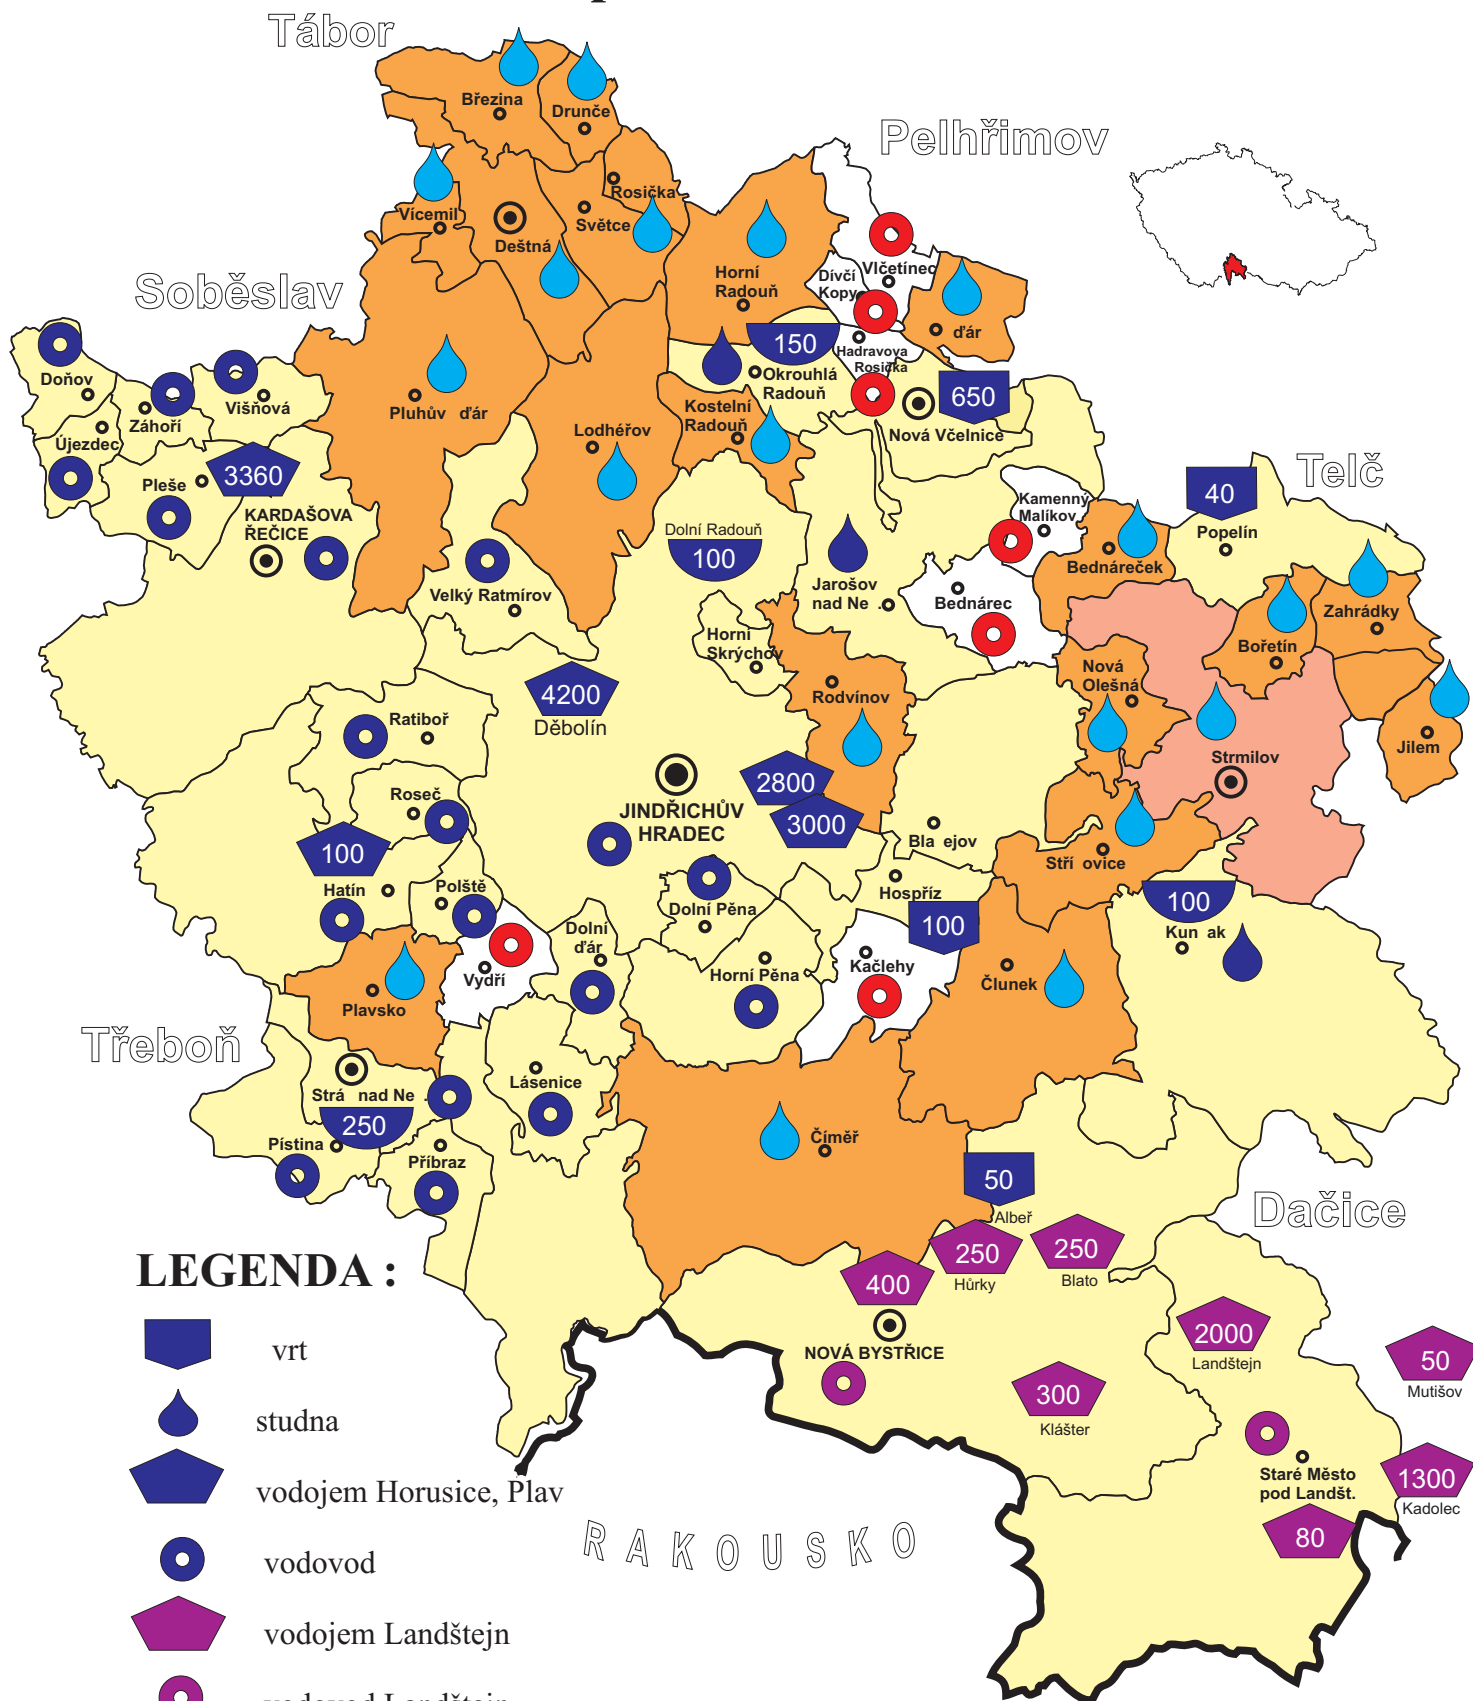 Tábor
Pelhřimov
Březina
Drunče
Rosička
Vícemil
Světce
Deštná
Soběslav
Horní
Radouň
Dívčí
Kopy
Vlčetínec
ďár
150
Hadravova
Rosička
Okrouhlá
Radouň
650
Nová Včelnice
Doňov
Záhoří
Višňová
Újezdec
Pluhův ďár
Kostelní
Radouň
Lodhéřov
Pleše
3360
KARDAŠOVA
ŘEČICE
Telč
40
Popelín
Kamenný
Malíkov
Dolní Radouň
100
Bednáreček
Jarošov
nad Ne .
Velký Ratmírov
Bednárec
Zahrádky
Horní
Skrýchov
Bořetín
Nová
Olešná
4200
Děbolín
Rodvínov
Ratiboř
Jilem
Strmilov
2800
3000
JINDŘICHŮV
HRADEC
Roseč
100
Bla ejov
Stří ovice
Hatín
Polště
Hospříz
Dolní Pěna
100
100
Kun ak
Dolní
ďár
Vydří
Horní Pěna
Kačlehy
Člunek
Plavsko
Třeboň
Strá nad Ne .
250
Lásenice
Pístina
Příbraz
Číměř
50
Albeř
Dačice
250
Hůrky
250
Blato
400
NOVÁ BYSTŘICE
2000
Landštejn
50
Mutišov
300
Klášter
Staré Město
pod Landšt.
1300
Kadolec
80
RAKOUSKO
LEGENDA :
vrt
studna
vodojem Horusice, Plav
vodovod
vodojem Landštejn
vodovod Landštejn